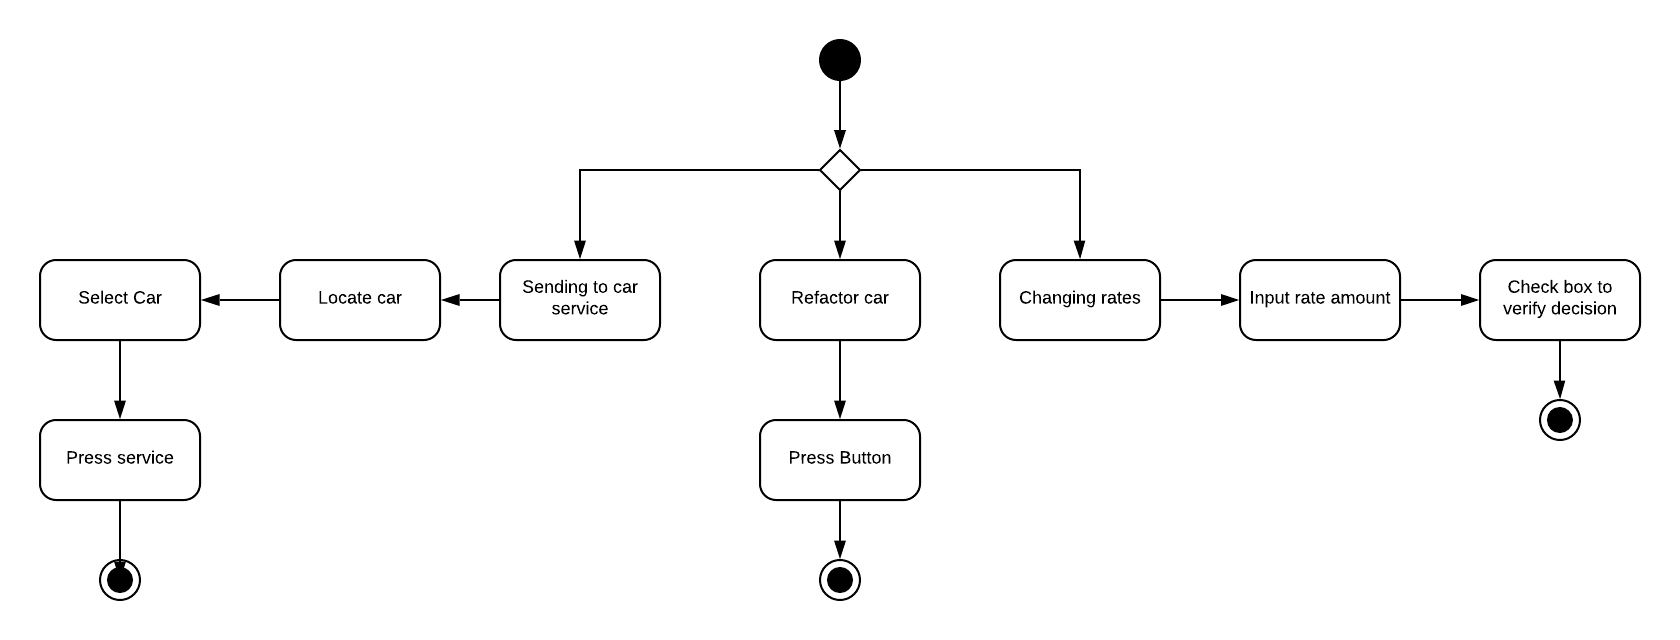 Select Car
Locate car
Sending to car
service
Refactor car
Changing rates
Input rate amount
Check box to
verify decision
Press service
Press Button